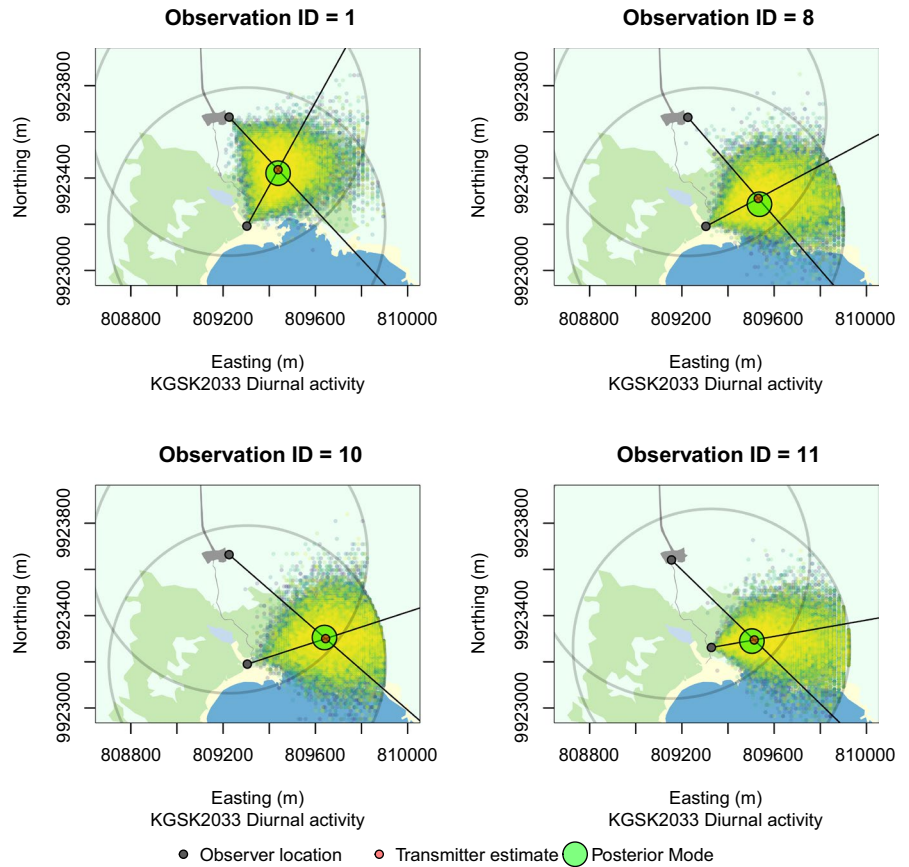 Observation ID = 1
Observation ID = 8
9923800
9923400
9923000
Northing (m)
808800 809200 809600 810000
Easting (m)
KGSK2033 Diurnal activity
9923800
9923400
9923000
Northing (m)
808800 809200 809600 810000
Easting (m)
KGSK2033 Diurnal activity
Observation ID = 10
Observation ID = 11
9923800
9923400
9923000
Northing (m)
808800 809200 809600 810000
Easting (m)
KGSK2033 Diurnal activity
9923800
9923400
9923000
Northing (m)
808800 809200 809600 810000
Easting (m)
KGSK2033 Diurnal activity
Observer location Transmitter estimate Posterior Mode